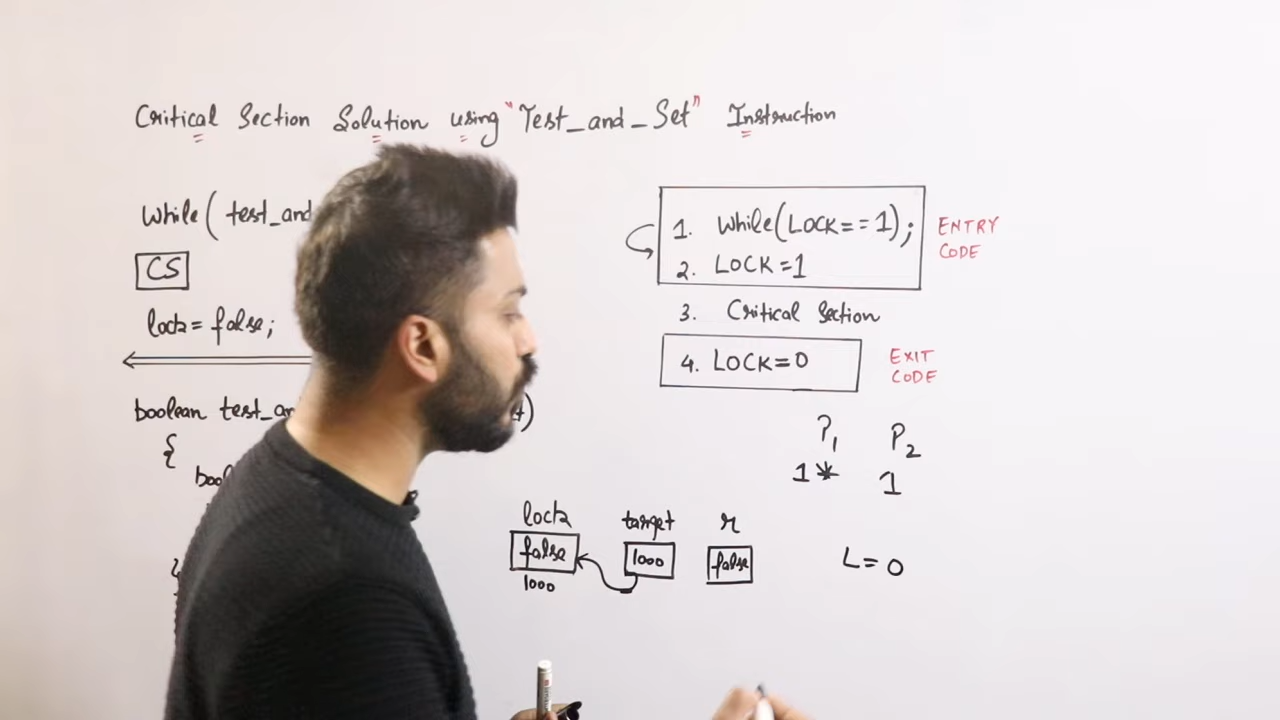 Critical Section Solution using "Test_and_Set" Instruction
while( test_and
CS
lock = false;
boolean test_an
{
boo
1. While(LOCK==1);
2. LOCK=1
ENTRY
CODE
3. Critical Section
4. LOCK=0
EXIT
CODE
P1 P2
1* 1
lock target r
false 1000 false
1000
L=0